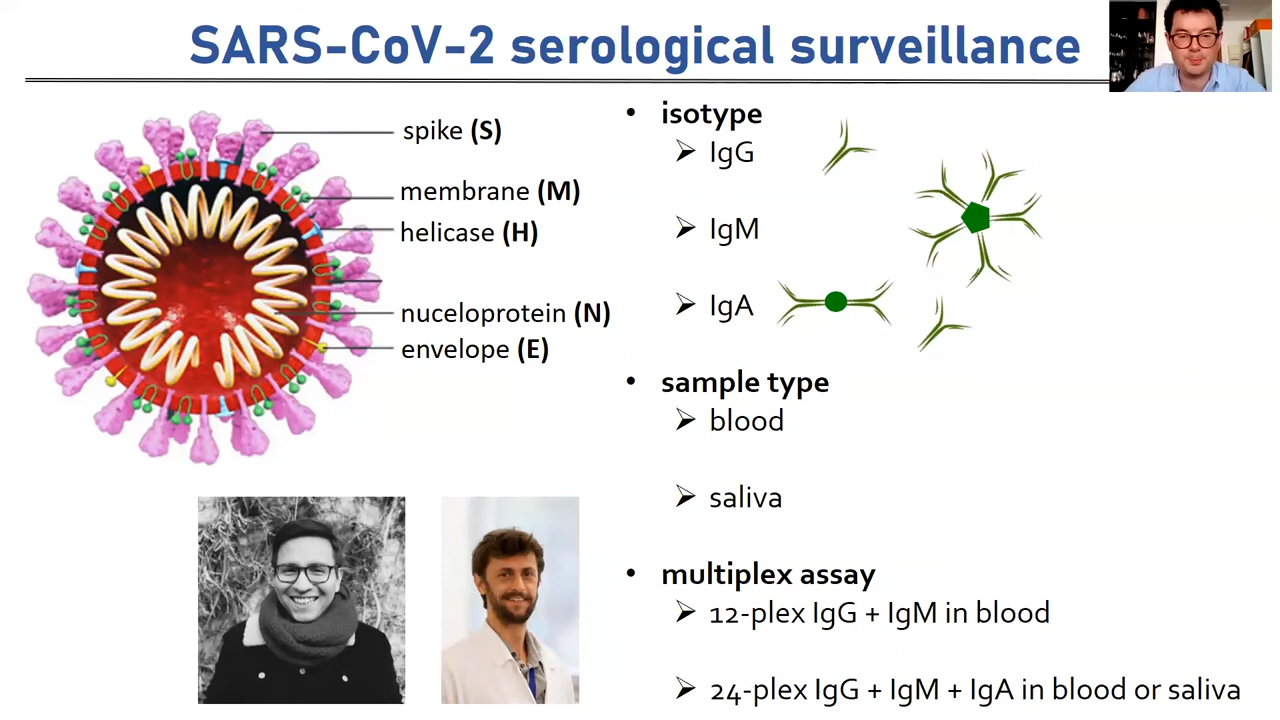 SARS-CoV-2 serological surveillance
spike (S)
membrane (M)
helicase (H)
nuceloprotein (N)
envelope (E)
• isotype
➢ IgG
➢ IgM
➢ IgA
• sample type
➢ blood
➢ saliva
• multiplex assay
➢ 12-plex IgG + IgM in blood
➢ 24-plex IgG + IgM + IgA in blood or saliva